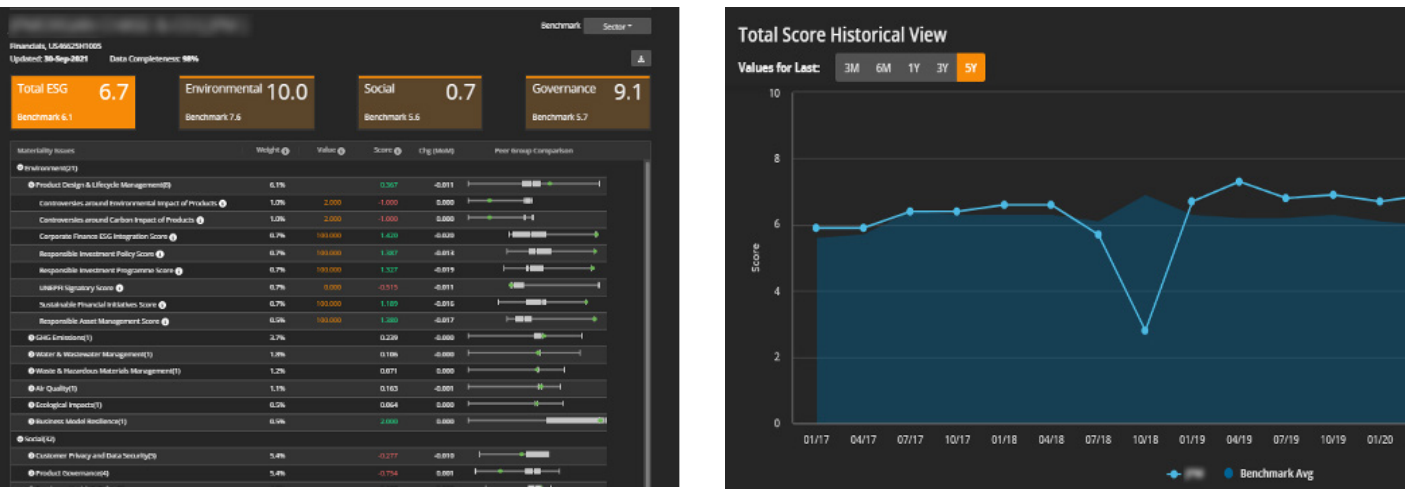 Benchmark Sector
Financials, US46625H1005
Updated: 30-Sep-2021 Data Completeness: 98%
Total ESG 6.7
Benchmark 6.1
Environmental 10.0
Benchmark 7.6
Social 0.7
Benchmark 5.6
Governance 9.1
Benchmark 5.7
Materiality Issues Weight Value Score Chg (MoM) Peer Group Comparison
Environment(21)
Product Design & Lifecycle Management(8) 6.1% 0.367 -0.011
Controversies around Environmental Impact of Products 1.0% 2.000 -1.000 0.000
Controversies around Carbon Impact of Products 1.0% 2.000 -1.000 0.000
Corporate Finance ESG Integration Score 0.7% 100.000 1.420 -0.020
Responsible Investment Policy Score 0.7% 100.000 1.387 -0.013
Responsible Investment Programme Score 0.7% 100.000 1.327 -0.019
UNEPFI Signatory Score 0.7% 0.000 -0.515 -0.011
Sustainable Financial Initiatives Score 0.7% 100.000 1.189 -0.016
Responsible Asset Management Score 0.5% 100.000 1.380 -0.017
GHG Emissions(1) 3.7% 0.239 -0.000
Water & Wastewater Management(1) 1.8% 0.106 -0.000
Waste & Hazardous Materials Management(1) 1.2% 0.071 0.000
Air Quality(1) 1.1% 0.163 -0.001
Ecological Impacts(1) 0.5% 0.064 0.000
Business Model Resilience(1) 0.5% 2.000 0.000
Social(42)
Customer Privacy and Data Security(5) 5.4% -0.277 -0.010
Product Governance(4) 5.4% -0.754 0.001
Total Score Historical View
Values for Last: 3M 6M 1Y 3Y 5Y
10
8
6
4
2
0
Score
01/17 04/17 07/17 10/17 01/18 04/18 07/18 10/18 01/19 04/19 07/19 10/19 01/20
Benchmark Avg